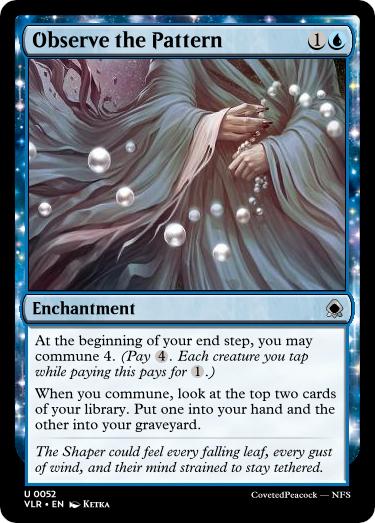 Observe the Pattern 1
Enchantment
At the beginning of your end step, you may
commune 4. (Pay 4. Each creature you tap
while paying this pays for 1.)
When you commune, look at the top two cards
of your library. Put one into your hand and the
other into your graveyard.
The Shaper could feel every falling leaf, every gust
of wind, and their mind strained to stay tethered.
U 0052
VLR • EN Ketka
CovetedPeacock — NFS